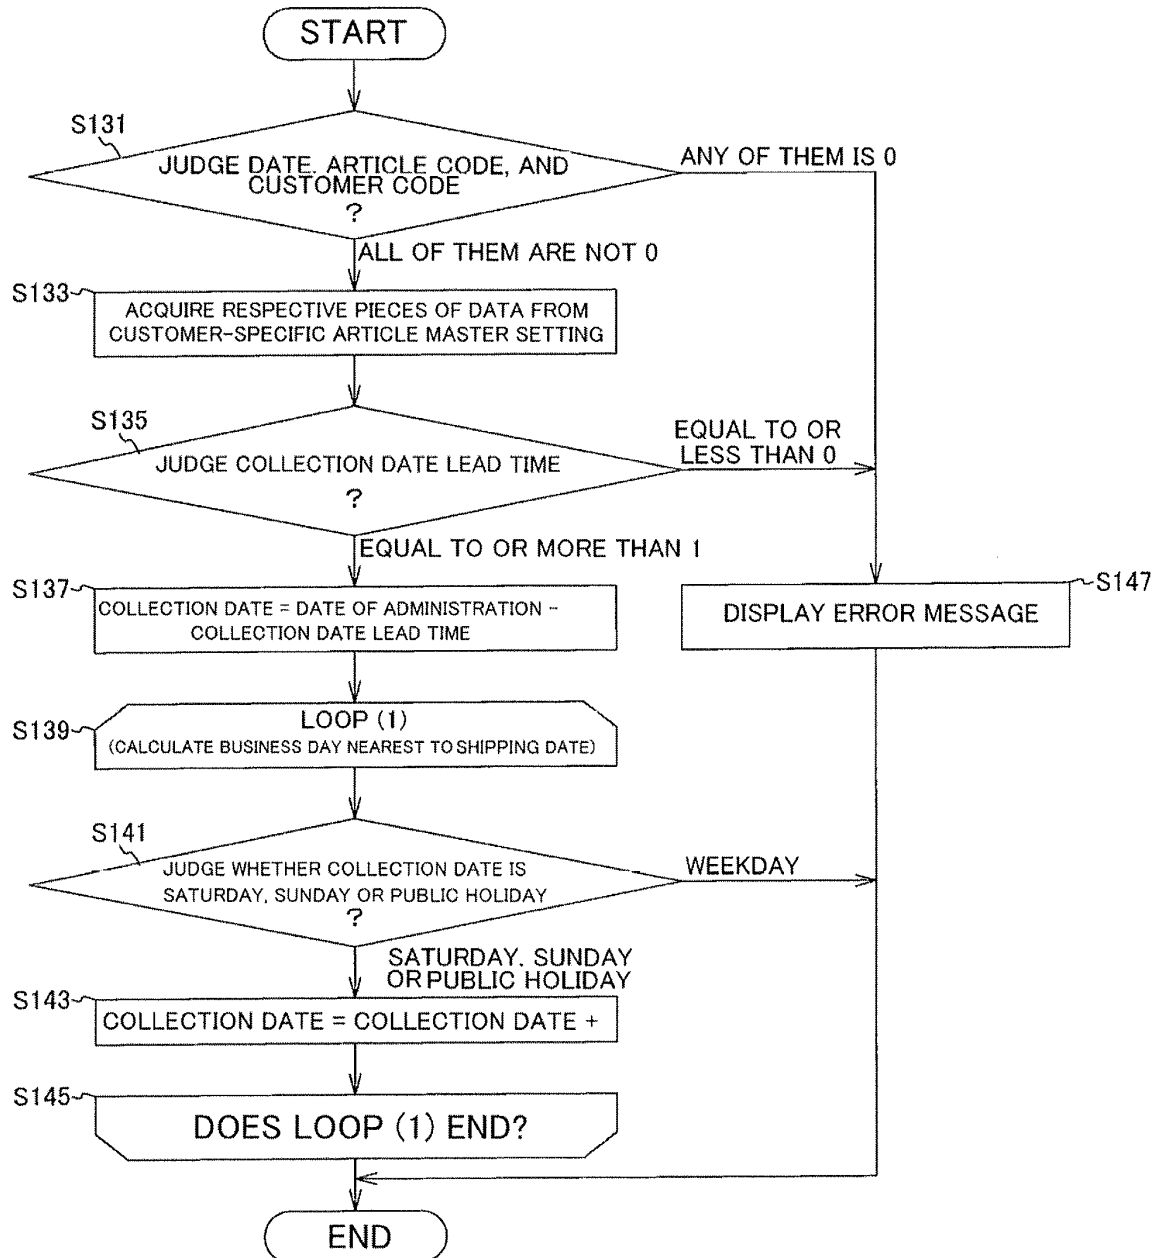 START
S131
JUDGE DATE. ARTICLE CODE, AND
CUSTOMER CODE
?
ANY OF THEM IS 0
ALL OF THEM ARE NOT 0
S133
ACQUIRE RESPECTIVE PIECES OF DATA FROM
CUSTOMER-SPECIFIC ARTICLE MASTER SETTING
S135
JUDGE COLLECTION DATE LEAD TIME
?
EQUAL TO OR
LESS THAN 0
EQUAL TO OR MORE THAN 1
S137
COLLECTION DATE = DATE OF ADMINISTRATION -
COLLECTION DATE LEAD TIME
S147
DISPLAY ERROR MESSAGE
S139
LOOP (1)
(CALCULATE BUSINESS DAY NEAREST TO SHIPPING DATE)
S141
JUDGE WHETHER COLLECTION DATE IS
SATURDAY, SUNDAY OR PUBLIC HOLIDAY
?
WEEKDAY
SATURDAY. SUNDAY
OR PUBLIC HOLIDAY
S143
COLLECTION DATE = COLLECTION DATE +
S145
DOES LOOP (1) END?
END